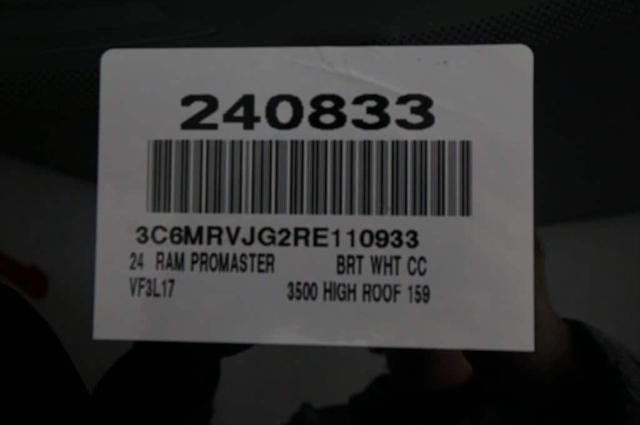 240833
3C6MRVJG2RE110933
24 RAM PROMASTER BRT WHT CC
VF3L17 3500 HIGH ROOF 159